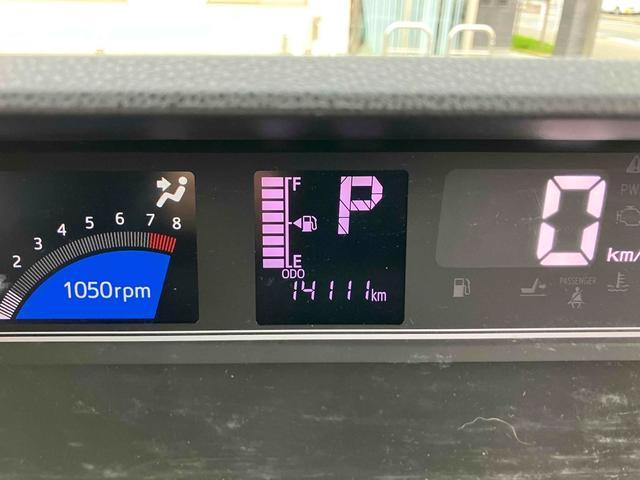 2 3 4 5 6 7 8
1050rpm
F
E
P
ODO
14111km
0
km/
PW
PASSENGER